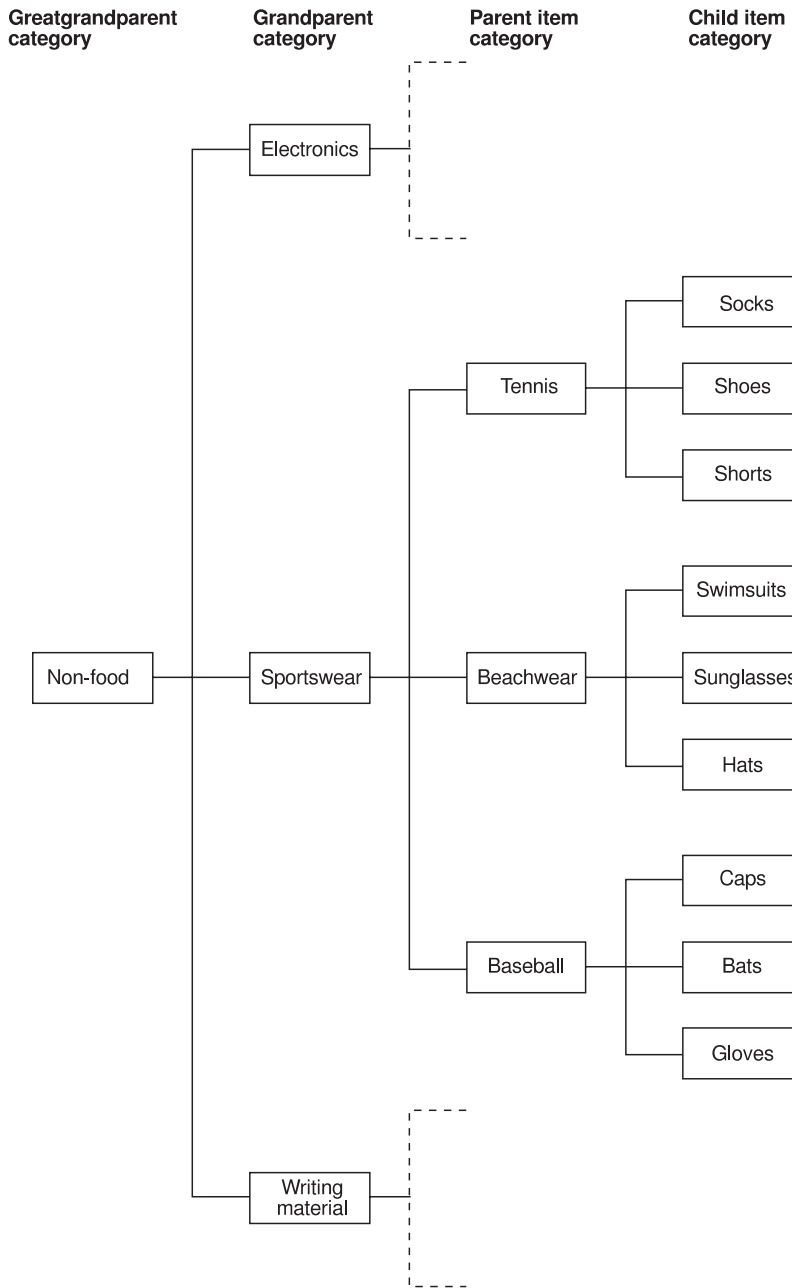 Greatgrandparent
category
Grandparent
category
Parent item
category
Child item
category
Electronics
Socks
Tennis
Shoes
Shorts
Swimsuits
Non-food
Sportswear
Beachwear
Sunglasses
Hats
Caps
Baseball
Bats
Gloves
Writing
material